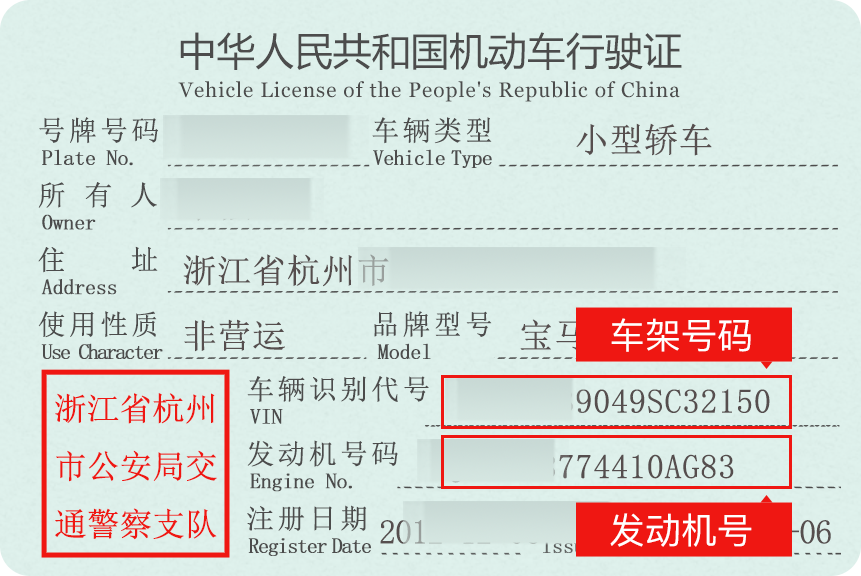 中华人民共和国机动车行驶证
Vehicle License of the People's Republic of China
号牌号码 车辆类型 小型轿车
Plate No. Vehicle Type
所有人
Owner
住址 浙江省杭州市
Address
使用性质 非营运 品牌型号 宝马
Use Character Model
车架号码
浙江省杭州
市公安局交
通警察支队
车辆识别代号 9049SC32150
VIN
发动机号码 774410AG83
Engine No.
注册日期 201 -06
Register Date
发动机号